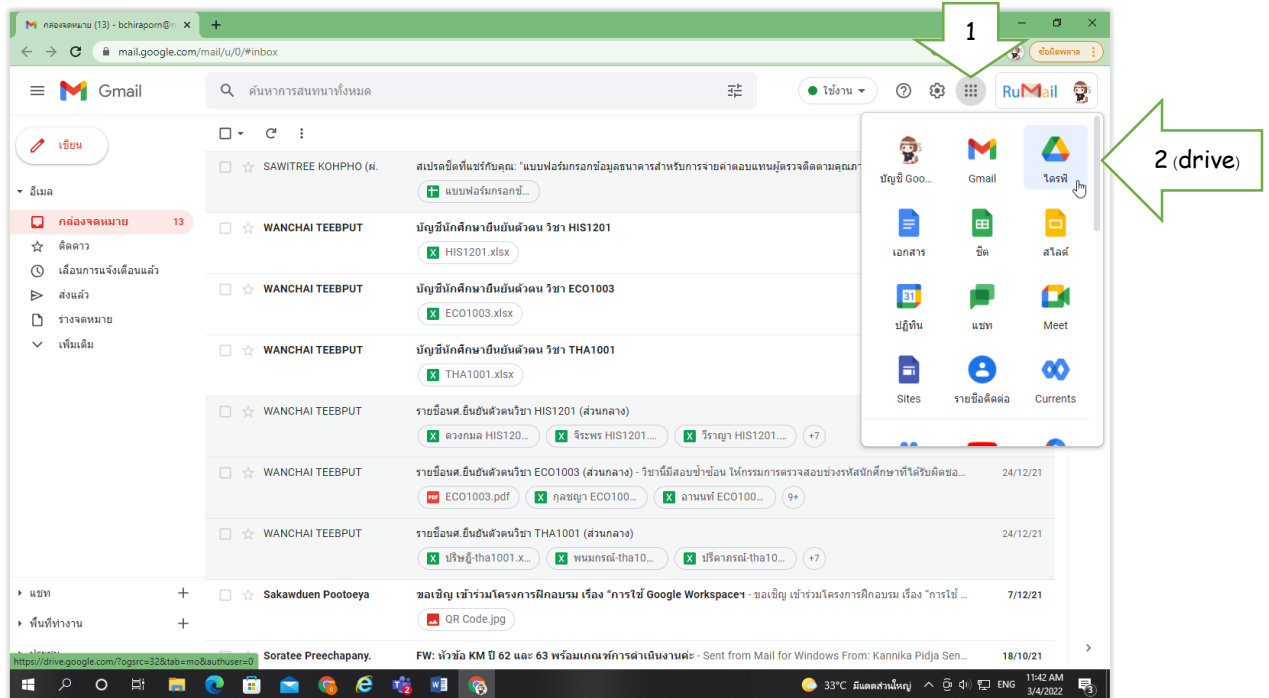 กล่องจดหมาย (13) - bchiraporn@r
1
mail.google.com/mail/u/0/#inbox
ข้อผิดพลาด
Gmail
ค้นหาการสนทนาทั้งหมด
ใช้งาน
RuMail
เขียน
อีเมล
กล่องจดหมาย 13
ติดดาว
เลื่อนการแจ้งเตือนแล้ว
ส่งแล้ว
ร่างจดหมาย
เพิ่มเติม
แชท
พื้นที่ทำงาน
SAWITREE KOHPHO (ผ.
สเปรดชีตที่แชร์กับคุณ: "แบบฟอร์มกรอกข้อมูลธนาคารสำหรับการจ่ายค่าตอบแทนผู้ตรวจติดตามคุณภา
แบบฟอร์มกรอกข้...
WANCHAI TEEBPUT
บัญชีนักศึกษายืนยันตัวตน วิชา HIS1201
HIS1201.xlsx
WANCHAI TEEBPUT
บัญชีนักศึกษายืนยันตัวตน วิชา ECO1003
ECO1003.xlsx
WANCHAI TEEBPUT
บัญชีนักศึกษายืนยันตัวตน วิชา THA1001
THA1001.xlsx
WANCHAI TEEBPUT
รายชื่อนศ.ยืนยันตัวตนวิชา HIS1201 (ส่วนกลาง)
ดวงกมล HIS120... จิระพร HIS1201.... วีราญา HIS1201.... +7
WANCHAI TEEBPUT
รายชื่อนศ.ยืนยันตัวตนวิชา ECO1003 (ส่วนกลาง) - วิชานี้มีสอบซ้ำซ้อน ให้กรรมการตรวจสอบช่วงรหัสนักศึกษาที่ได้รับผิดชอ... 24/12/21
PDF ECO1003.pdf กุลชญา ECO100... อานนท์ ECO100... 9+
WANCHAI TEEBPUT
รายชื่อนศ.ยืนยันตัวตนวิชา THA1001 (ส่วนกลาง) 24/12/21
ปริษฎี-tha1001.x... พนมกรณ์-tha10... ปรีดาภรณ์-tha10... +7
Sakawduen Pootoeya
ขอเชิญ เข้าร่วมโครงการฝึกอบรม เรื่อง "การใช้ Google Workspaceฯ - ขอเชิญ เข้าร่วมโครงการฝึกอบรม เรื่อง "การใช้ ... 7/12/21
QR Code.jpg
Soratee Preechapany.
FW: หัวข้อ KM ปี 62 และ 63 พร้อมเกณฑ์การดำเนินงานค่ะ - Sent from Mail for Windows From: Kannika Pidja Sen... 18/10/21
บัญชี Goo... Gmail ไดรฟ์
เอกสาร ชีต สไลด์
31
ปฏิทิน แชท Meet
Sites รายชื่อติดต่อ Currents
2 (drive)
https://drive.google.com/?ogsrc=32&tab=mo&authuser=0
33°C มีแดดส่วนใหญ่ ENG 11:42 AM
3/4/2022
3